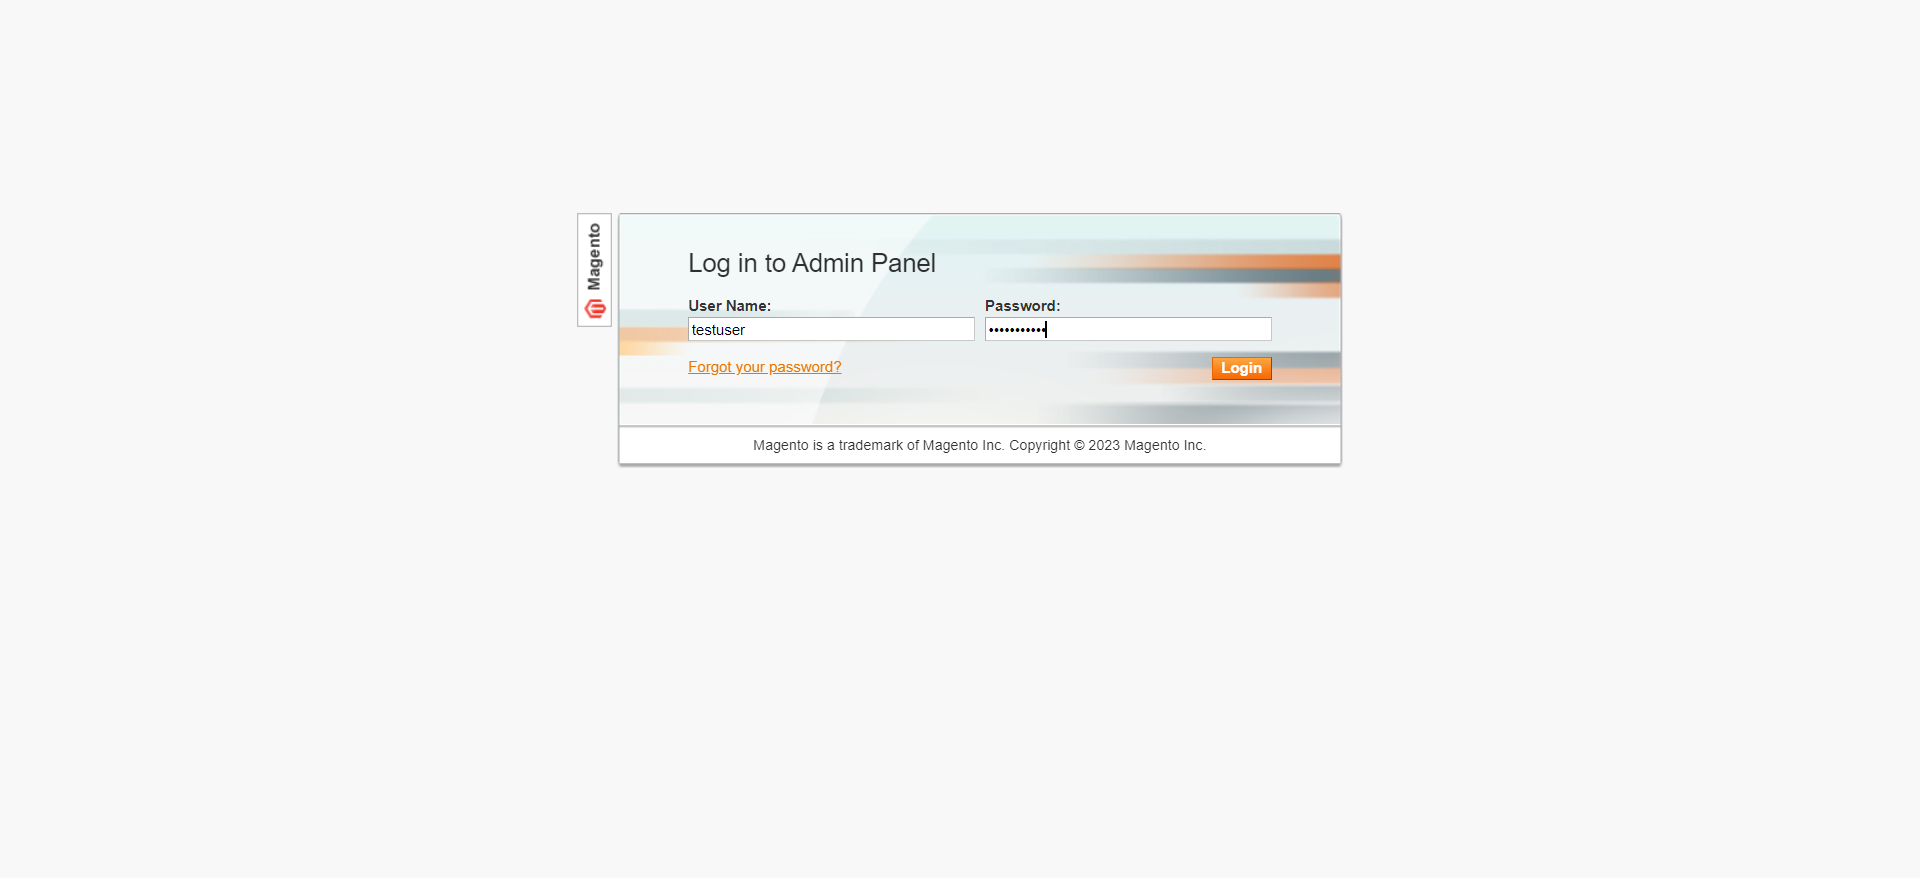 Magento
Log in to Admin Panel
User Name:
Password:
testuser
•••••••••••
Forgot your password?
Login
Magento is a trademark of Magento Inc. Copyright © 2023 Magento Inc.